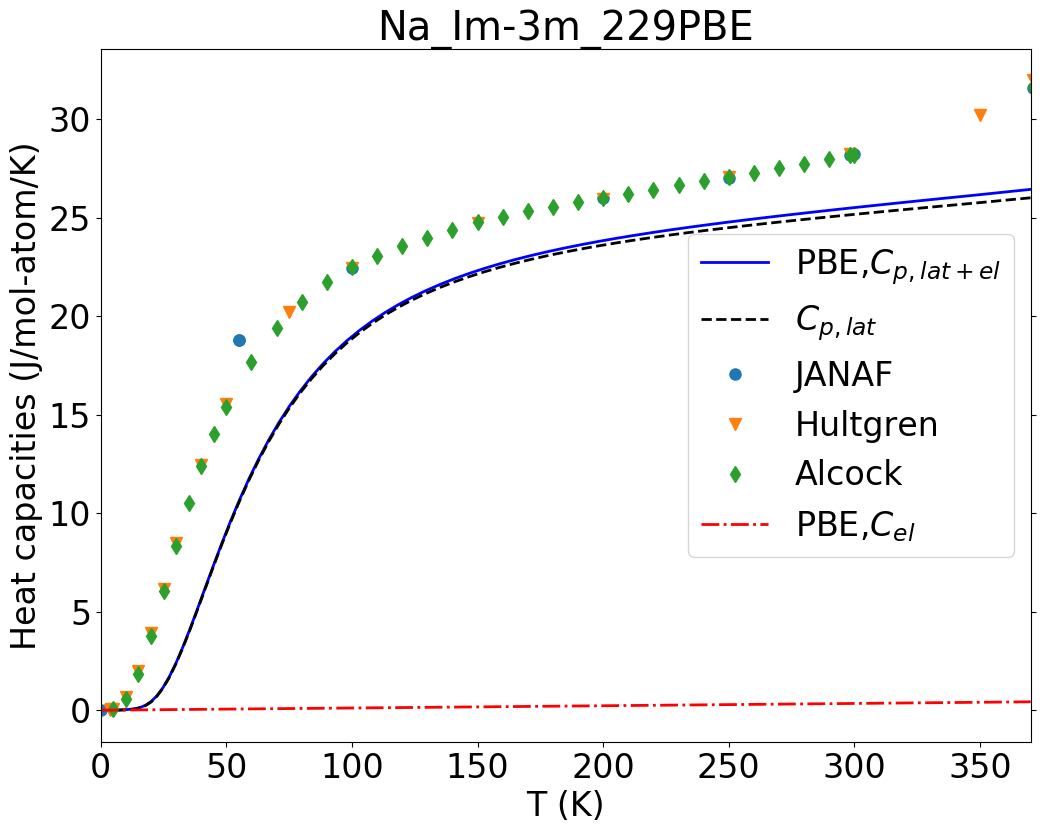 Na_Im-3m_229PBE
Heat capacities (J/mol-atom/K)
30
25
20
15
10
5
0
PBE,C_{p, lat+el}
C_{p, lat}
JANAF
Hultgren
Alcock
PBE,C_{el}
0 50 100 150 200 250 300 350
T (K)